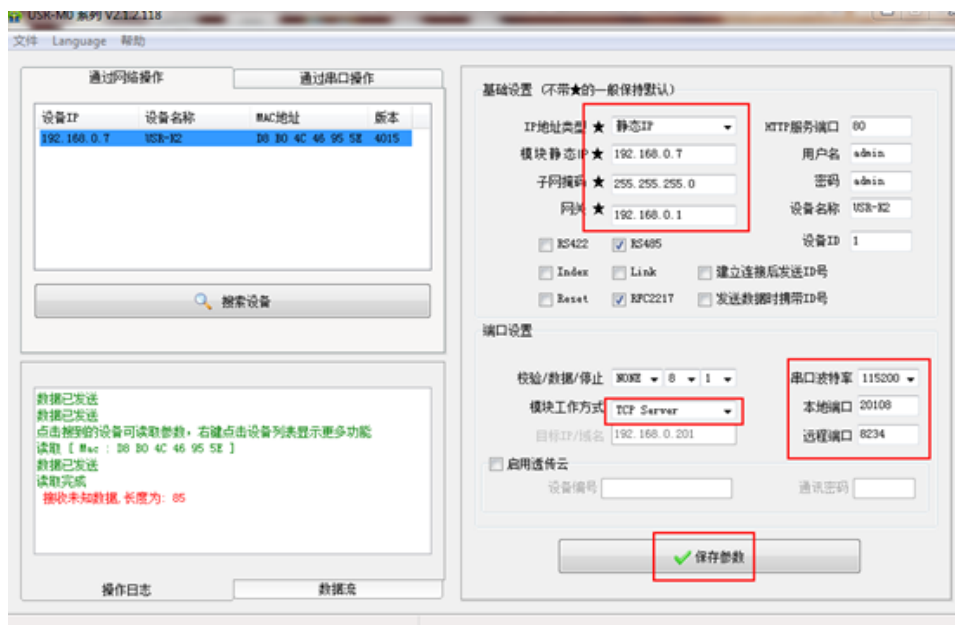 USR-M0 系列 V2.1.2.118
文件 Language 帮助
通过网络操作 通过串口操作
设备IP 设备名称 MAC地址 版本
192.168.0.7 USR-K2 D8 B0 4C 46 95 5E 4015
搜索设备
数据已发送
数据已发送
点击搜到的设备可读取参数，右键点击设备列表显示更多功能
读取 [ Mac : D8 B0 4C 46 95 5E ]
数据已发送
读取完成
接收未知数据,长度为: 85
操作日志 数据流
基础设置 (不带★的一般保持默认)
IP地址类型 ★ 静态IP HTTP服务端口 80
模块静态IP ★ 192.168.0.7 用户名 admin
子网掩码 ★ 255.255.255.0 密码 admin
网关 ★ 192.168.0.1 设备名称 USR-K2
RS422 RS485 设备ID 1
Index Link 建立连接后发送ID号
Reset RFC2217 发送数据时携带ID号
端口设置
校验/数据/停止 NONE 8 1 串口波特率 115200
模块工作方式 TCP Server 本地端口 20108
目标IP/域名 192.168.0.201 远程端口 8234
启用透传云
设备编号 通讯密码
保存参数